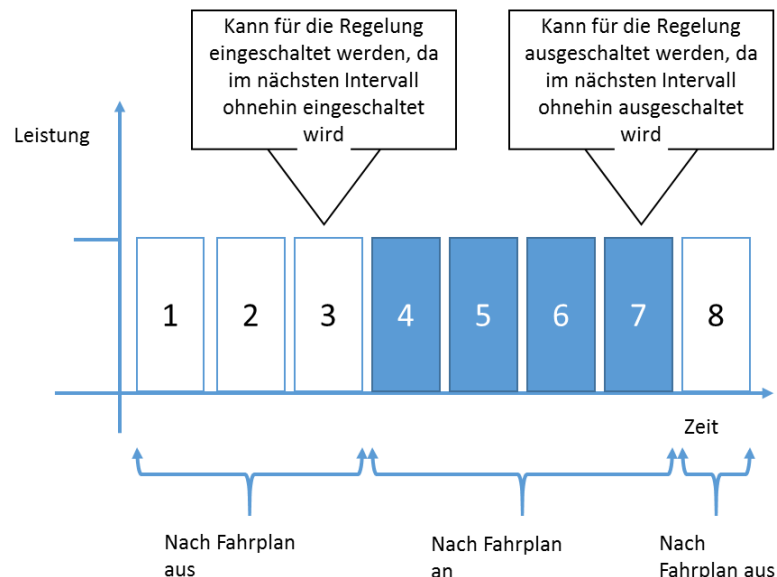 Kann für die Regelung
eingeschaltet werden, da
im nächsten Intervall
ohnehin eingeschaltet
wird
Kann für die Regelung
ausgeschaltet werden, da
im nächsten Intervall
ohnehin ausgeschaltet
wird
Leistung
1 2 3 4 5 6 7 8
Zeit
Nach Fahrplan
aus
Nach Fahrplan
an
Nach
Fahrplan aus